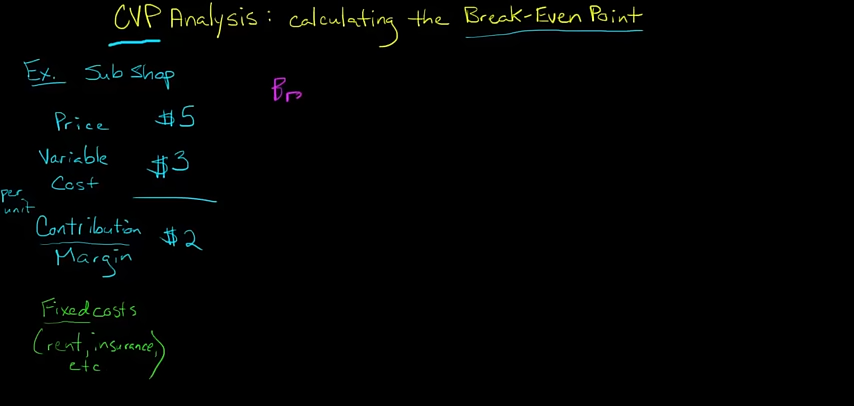 CVP Analysis: calculating the Break-Even Point
Ex. Sub Shop
Price $5
Variable Cost $3
per unit
Contribution Margin $2
Fixed costs
(rent, insurance,
etc)